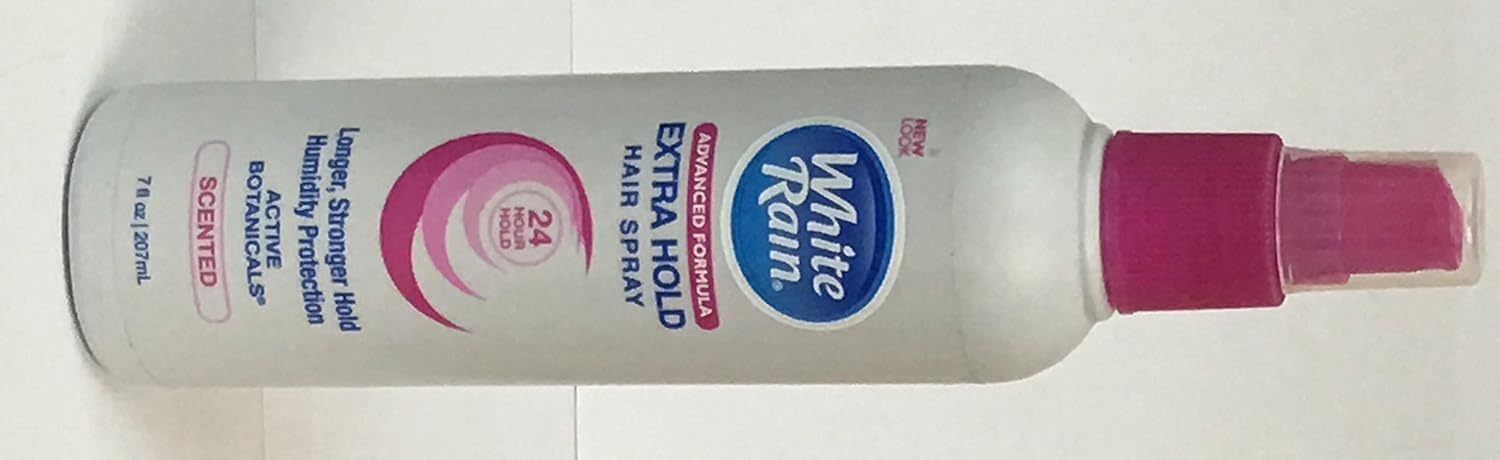 NEW
LOOK
White
Rain®
ADVANCED FORMULA
EXTRA HOLD
HAIR SPRAY
24
HOUR
HOLD
Longer, Stronger Hold
Humidity Protection
ACTIVE
BOTANICALS®
SCENTED
7 fl oz | 207mL